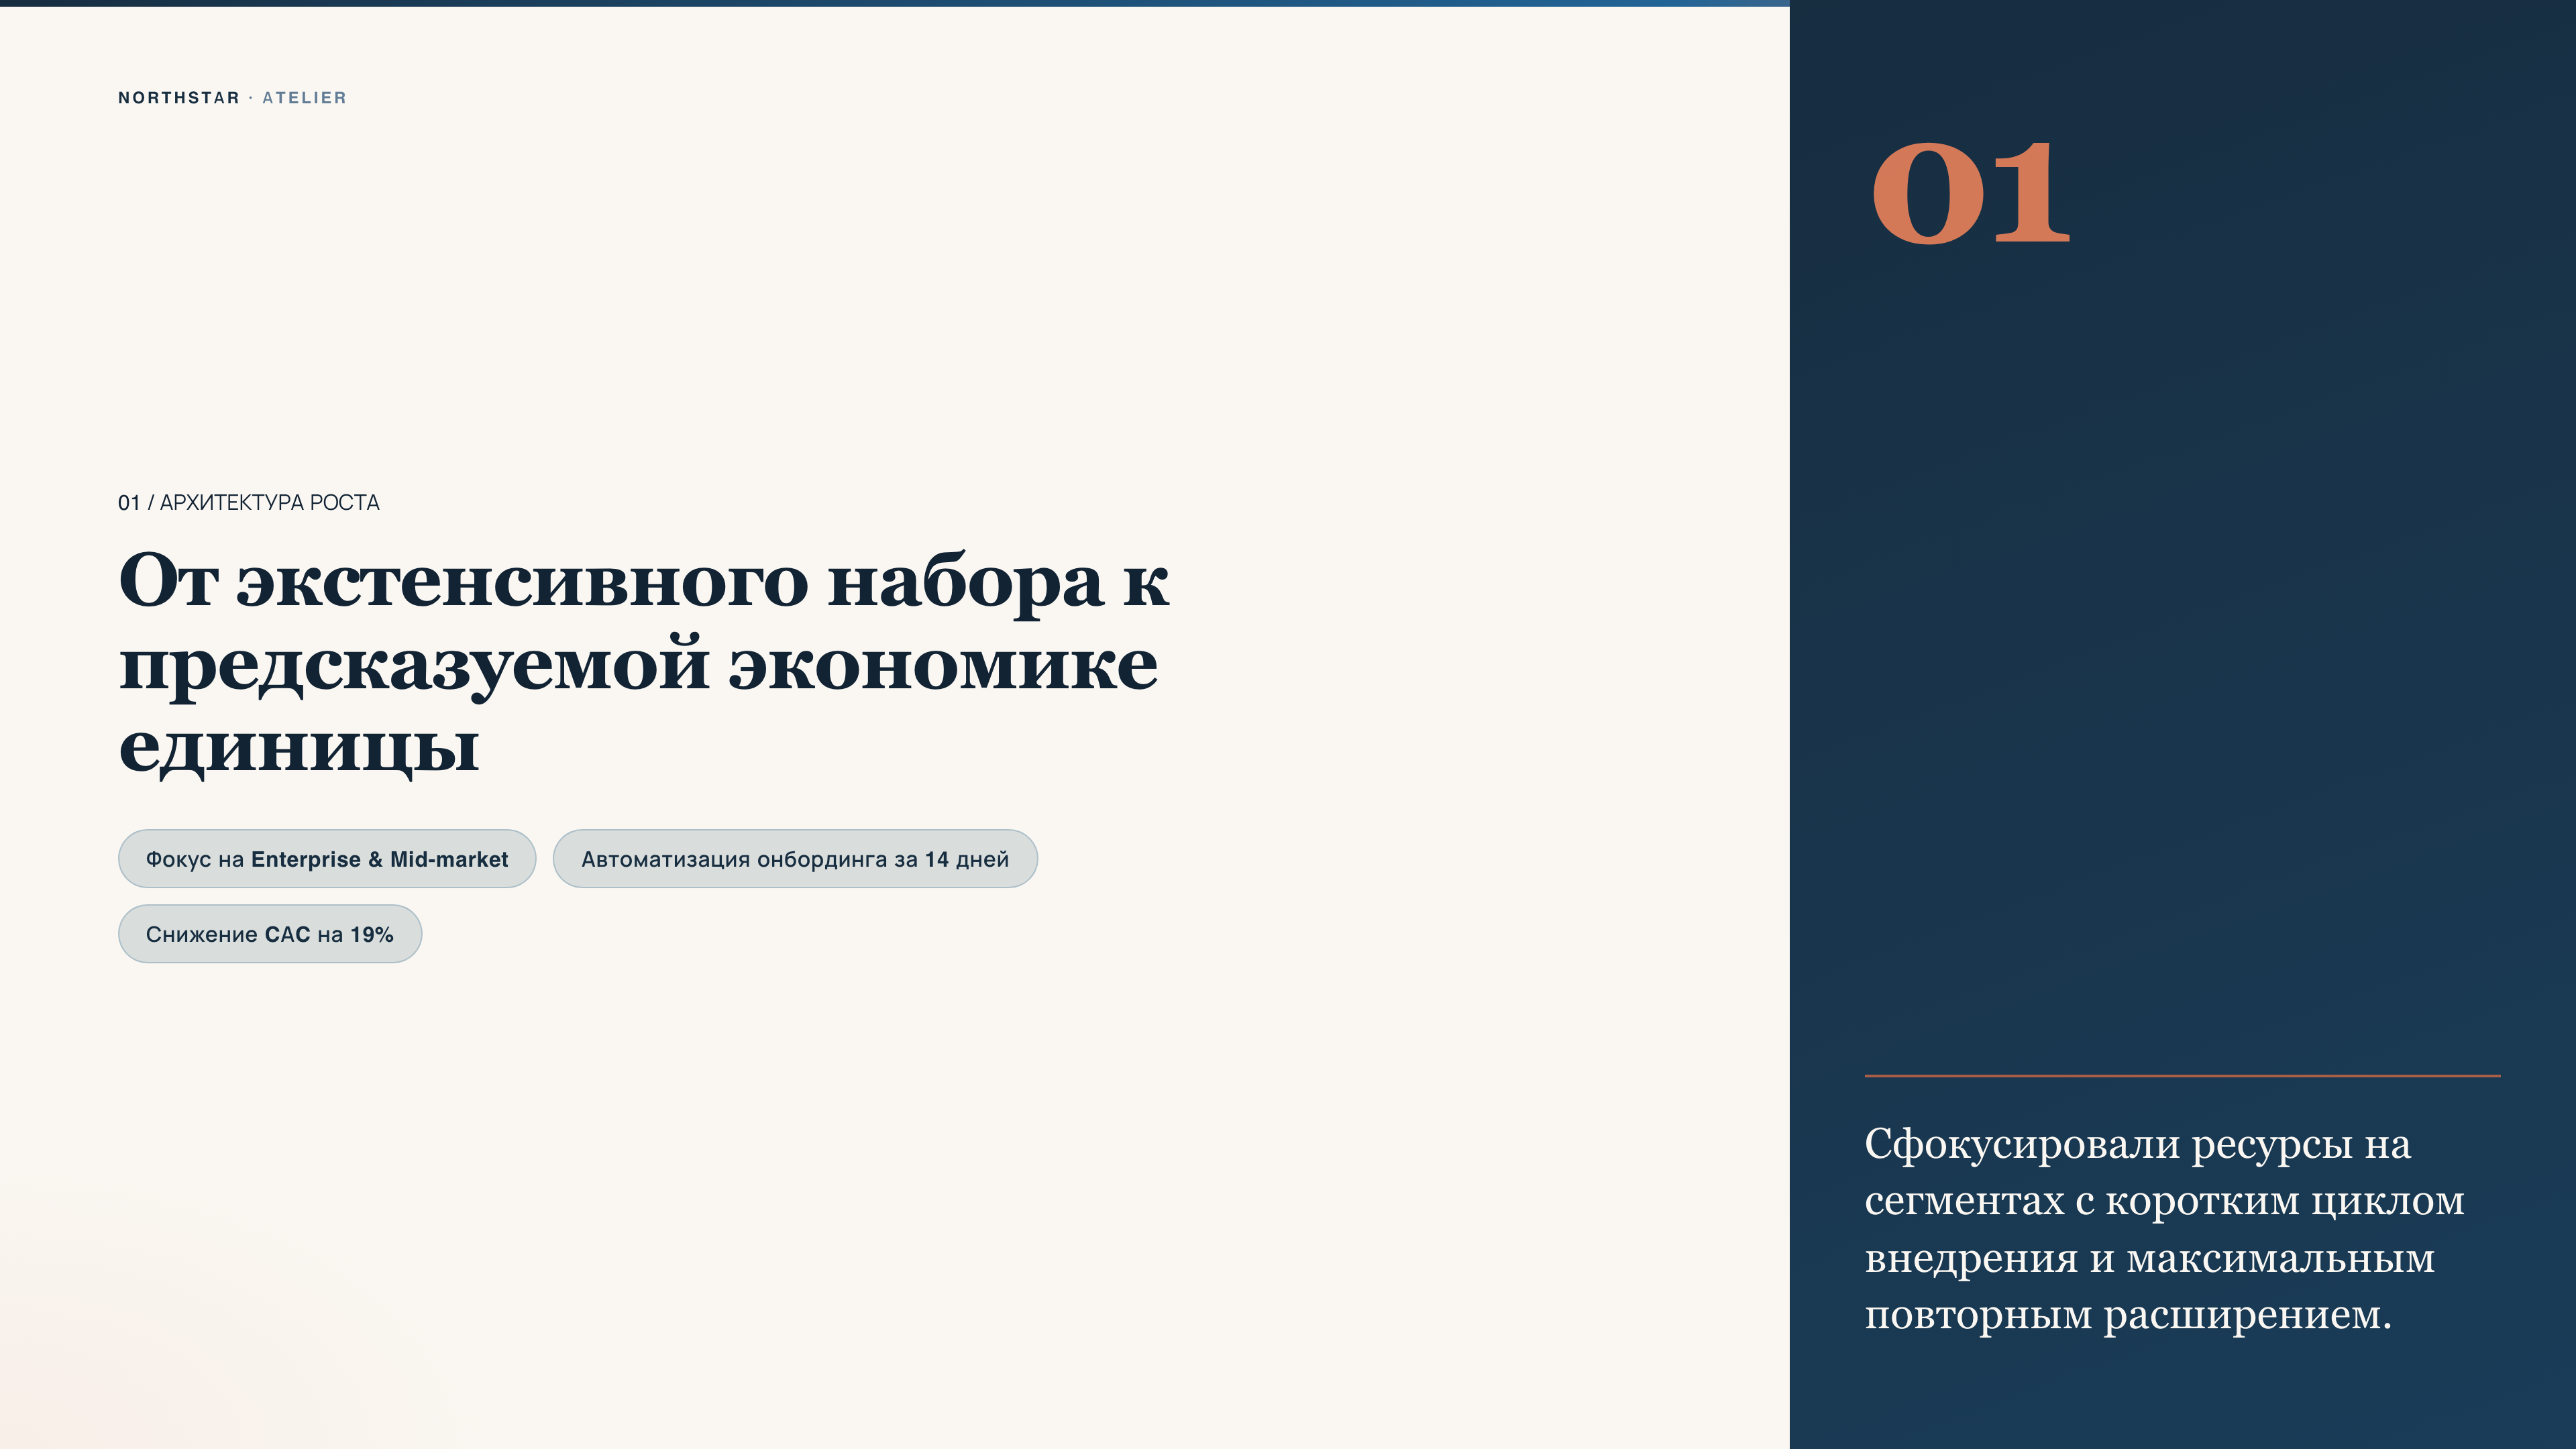 NORTHSTAR · ATELIER
01 / АРХИТЕКТУРА РОСТА
От экстенсивного набора к
предсказуемой экономике
единицы
Фокус на Enterprise & Mid-market
Автоматизация онбординга за 14 дней
Снижение CAC на 19%
01
Сфокусировали ресурсы на
сегментах с коротким циклом
внедрения и максимальным
повторным расширением.